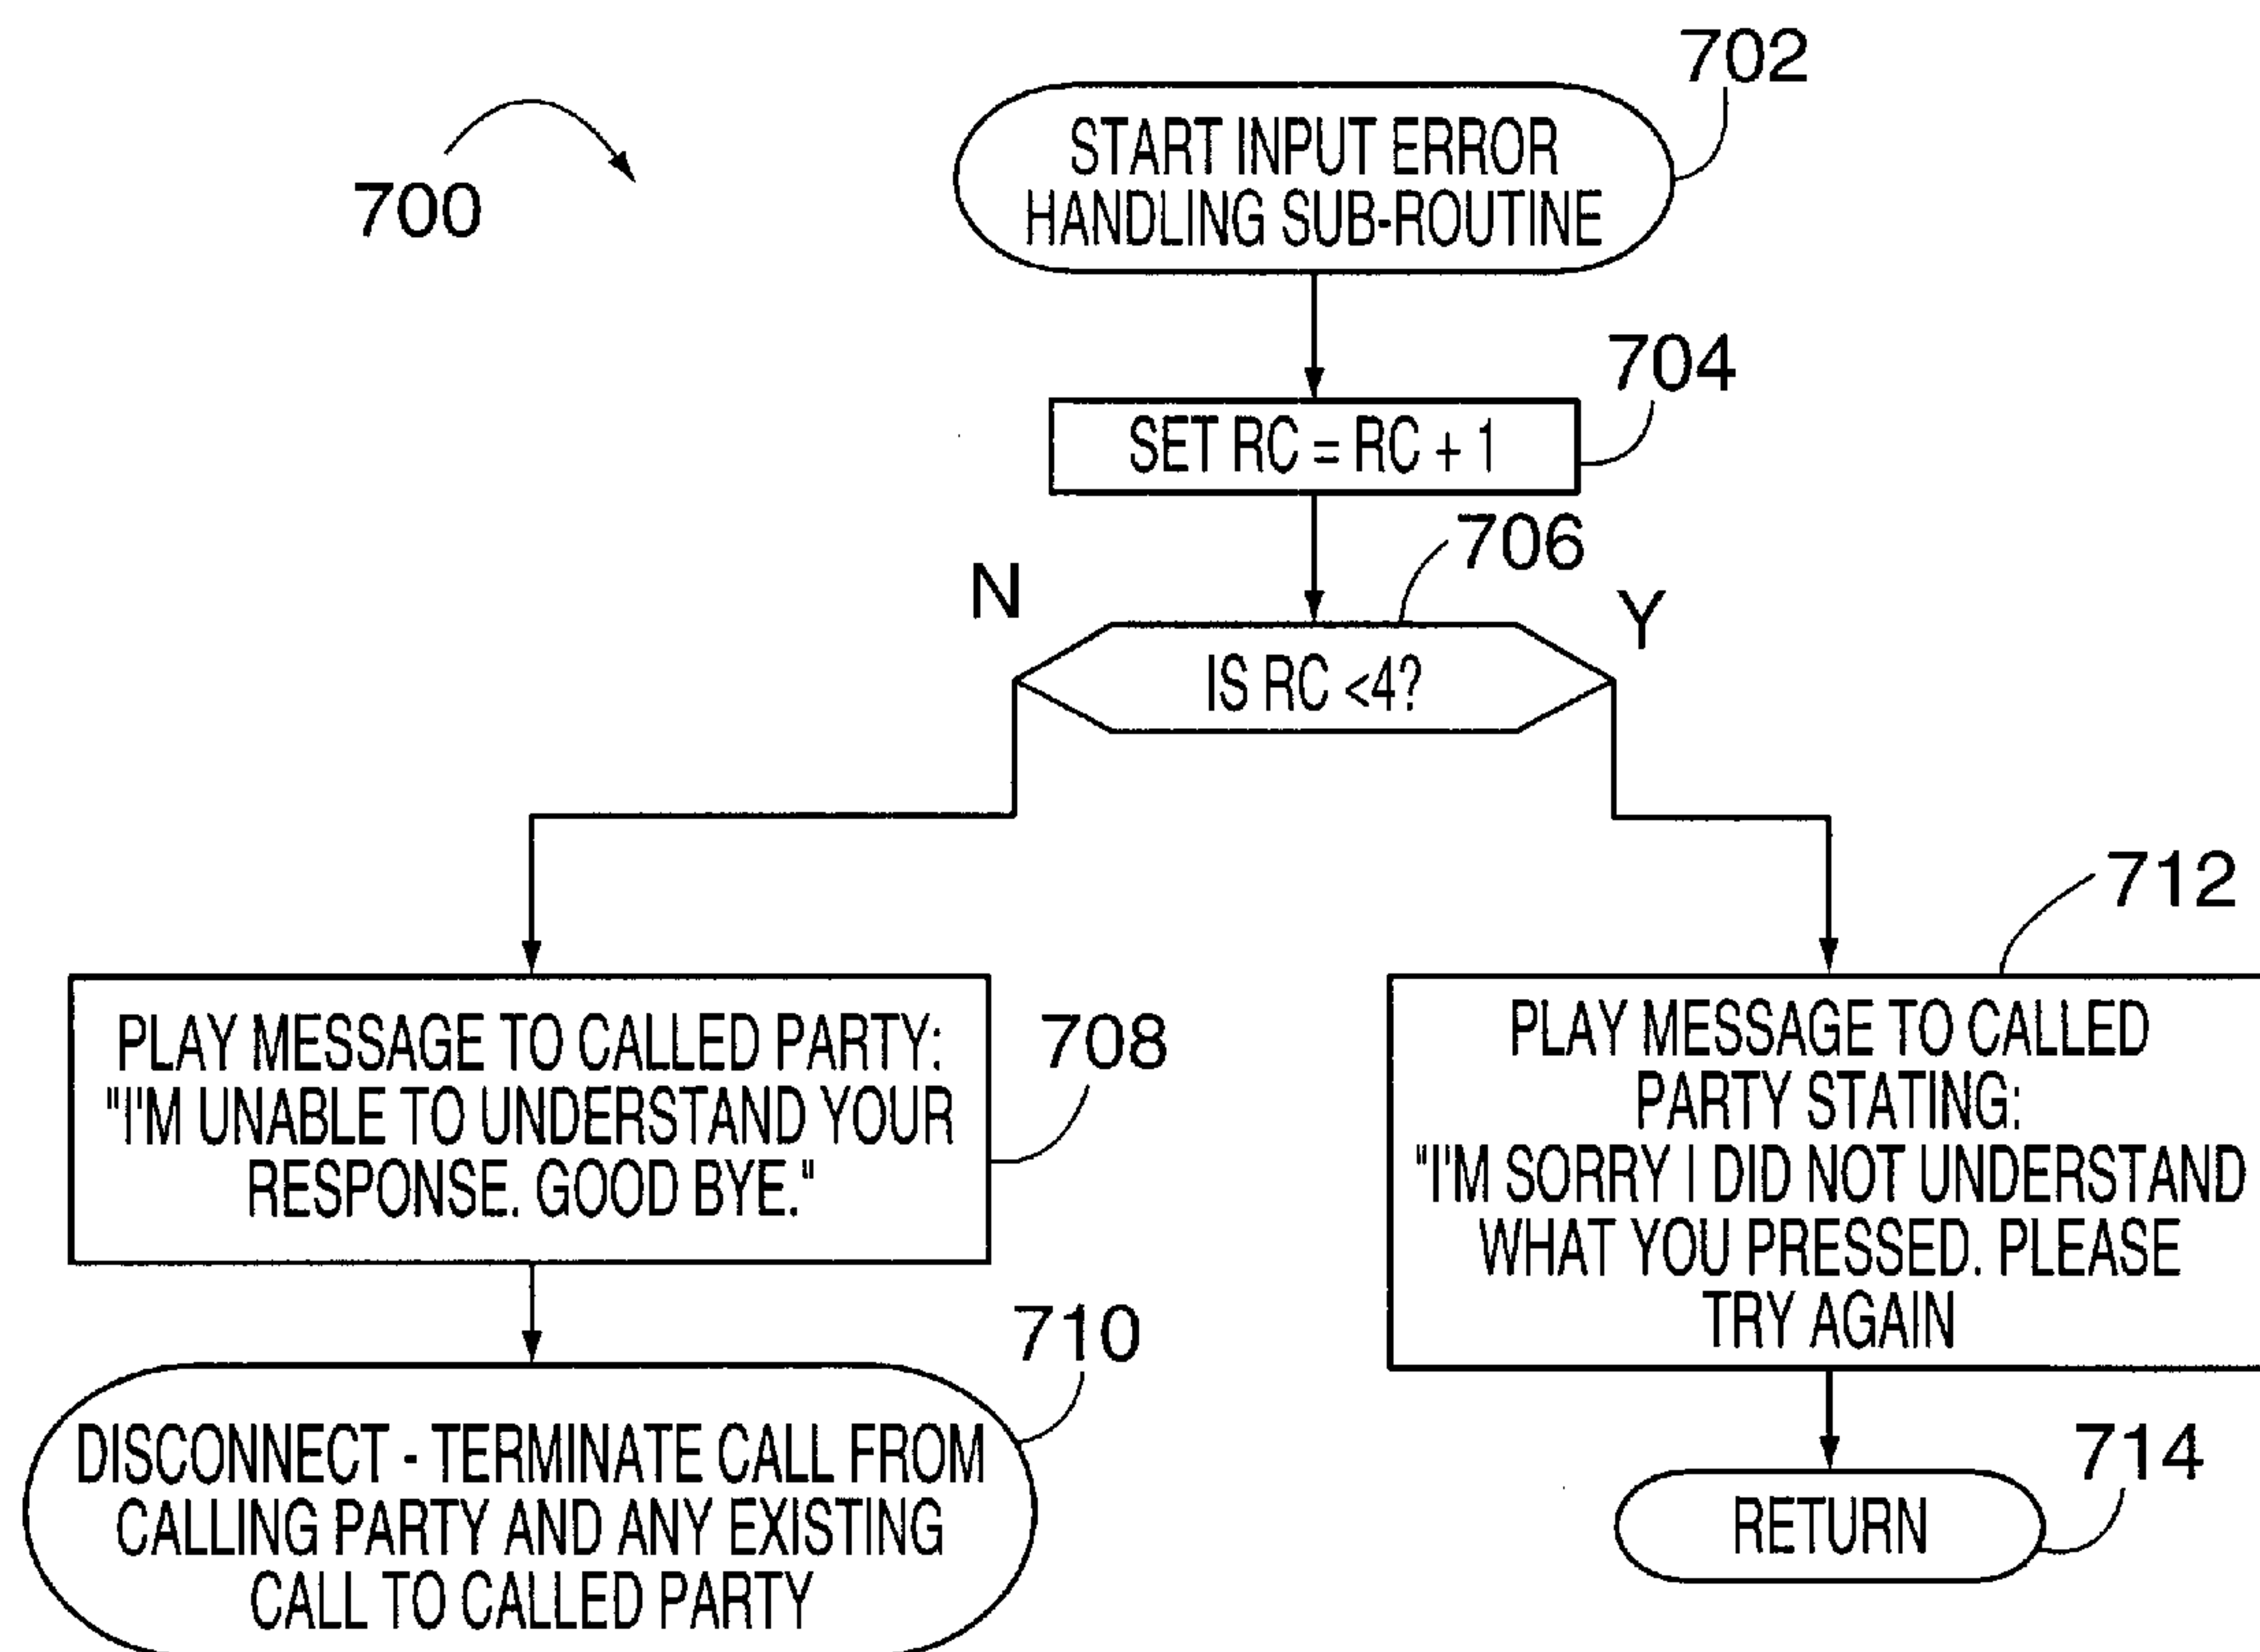 702
START INPUT ERROR
HANDLING SUB-ROUTINE
700
704
SET RC = RC + 1
706
N
Y
IS RC <4?
712
PLAY MESSAGE TO CALLED PARTY:
"I'M UNABLE TO UNDERSTAND YOUR
RESPONSE. GOOD BYE."
708
PLAY MESSAGE TO CALLED
PARTY STATING:
"I'M SORRY I DID NOT UNDERSTAND
WHAT YOU PRESSED. PLEASE
TRY AGAIN
710
DISCONNECT - TERMINATE CALL FROM
CALLING PARTY AND ANY EXISTING
CALL TO CALLED PARTY
714
RETURN